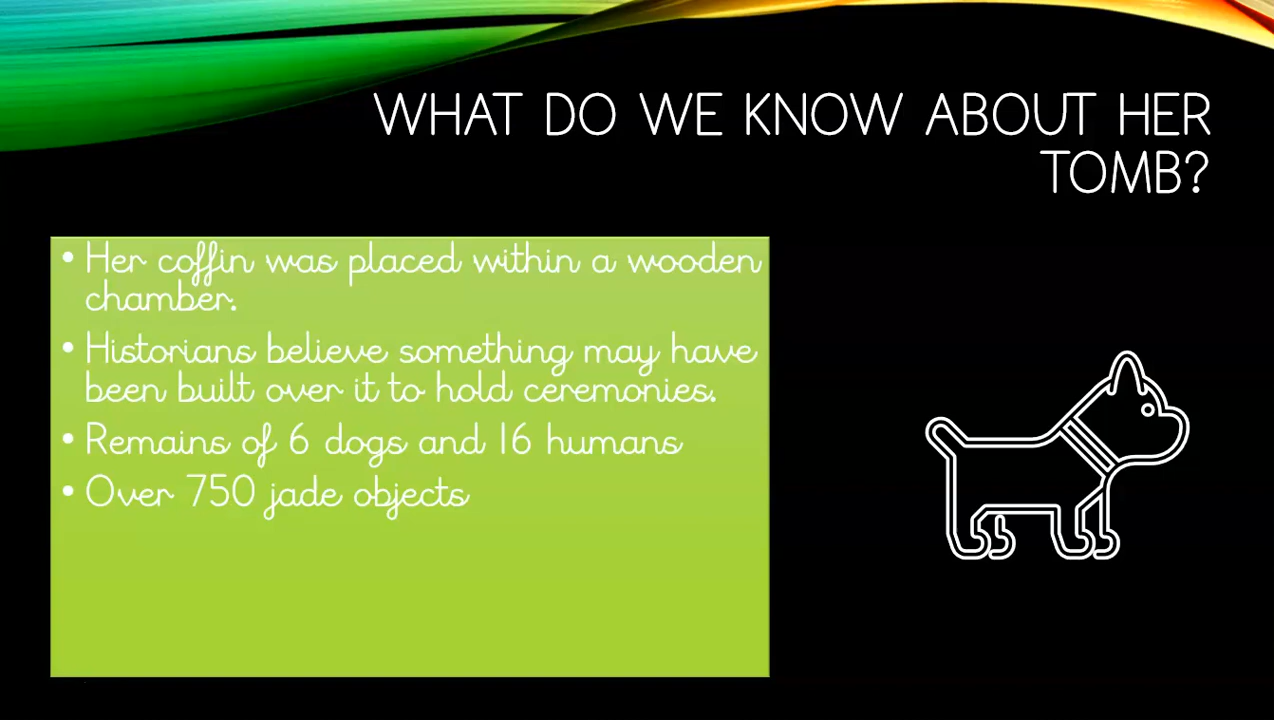 WHAT DO WE KNOW ABOUT HER
TOMB?
• Her coffin was placed within a wooden
chamber.
• Historians believe something may have
been built over it to hold ceremonies.
• Remains of 6 dogs and 16 humans
• Over 750 jade objects